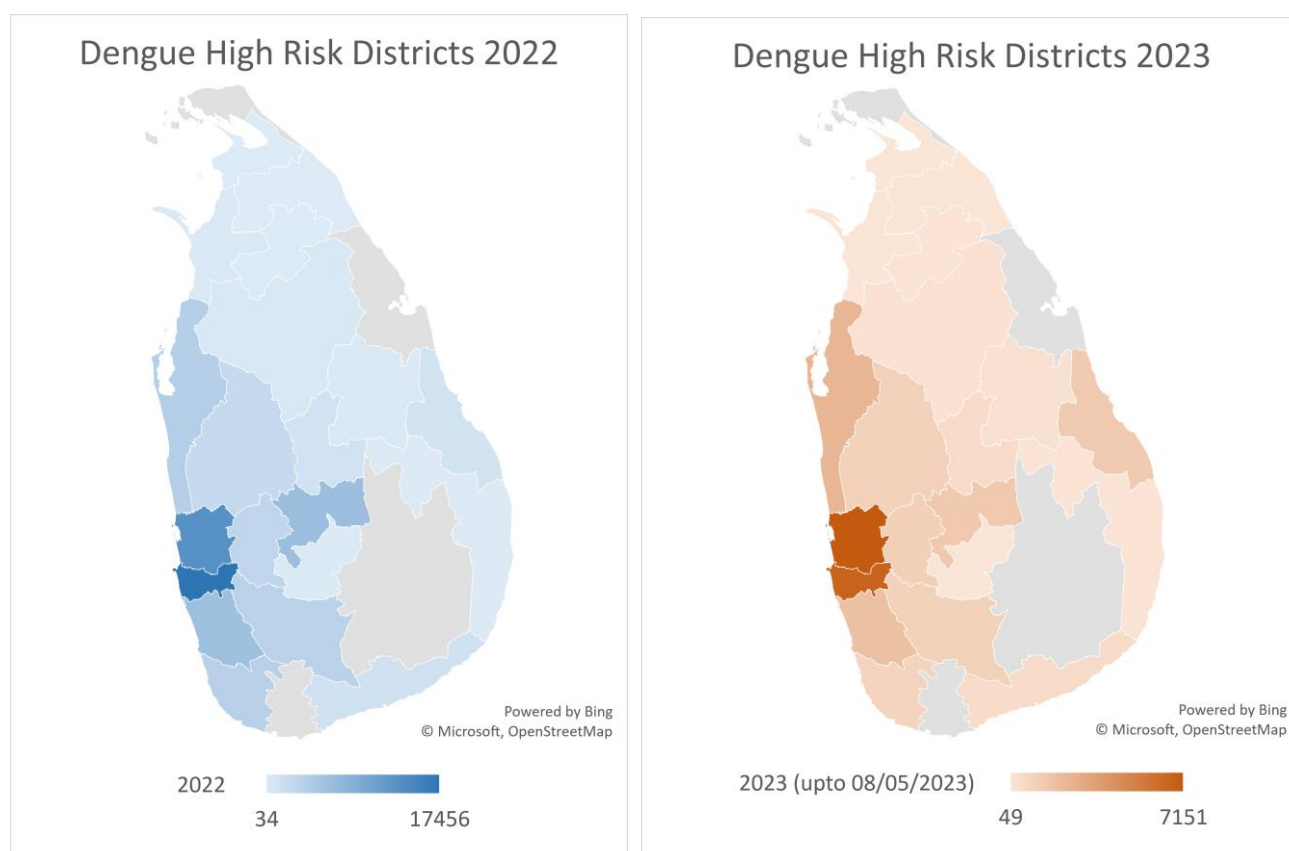 Dengue High Risk Districts 2022
Powered by Bing
© Microsoft, OpenStreetMap
2022
34
17456
Dengue High Risk Districts 2023
Powered by Bing
© Microsoft, OpenStreetMap
2023 (upto 08/05/2023)
49
7151